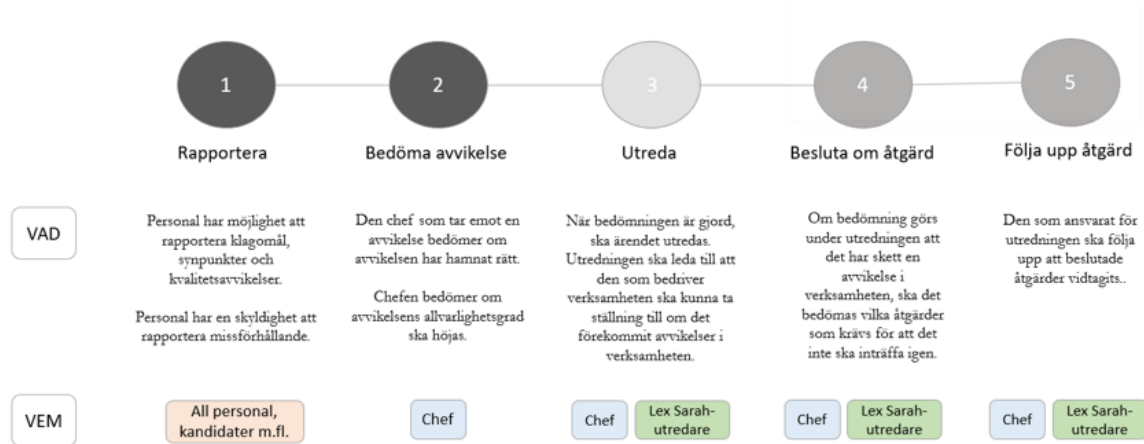 1
2
3
4
5
Rapportera
Bedöma avvikelse
Utreda
Besluta om åtgärd
Följa upp åtgärd
VAD
Personal har möjlighet att
rapportera klagomål,
synpunkter och
kvalitetsavvikelser.
Personal har en skyldighet att
rapportera missförhållande.
Den chef som tar emot en
avvikelse bedömer om
avvikelsen har hamnat rätt.
Chefen bedömer om
avvikelsens allvarlighetsgrad
ska höjas.
När bedömningen är gjord,
ska ärendet utredas.
Utredningen ska leda till att
den som bedriver
verksamheten ska kunna ta
ställning till om det
förekommit avvikelser i
verksamheten.
Om bedömning görs
under utredningen att
det har skett en
avvikelse i
verksamheten, ska det
bedömas vilka åtgärder
som krävs för att det
inte ska inträffa igen.
Den som ansvarat för
utredningen ska följa
upp att beslutade
åtgärder vidtagits..
VEM
All personal,
kandidater m.fl.
Chef
Chef
Lex Sarah-
utredare
Chef
Lex Sarah-
utredare
Chef
Lex Sarah-
utredare